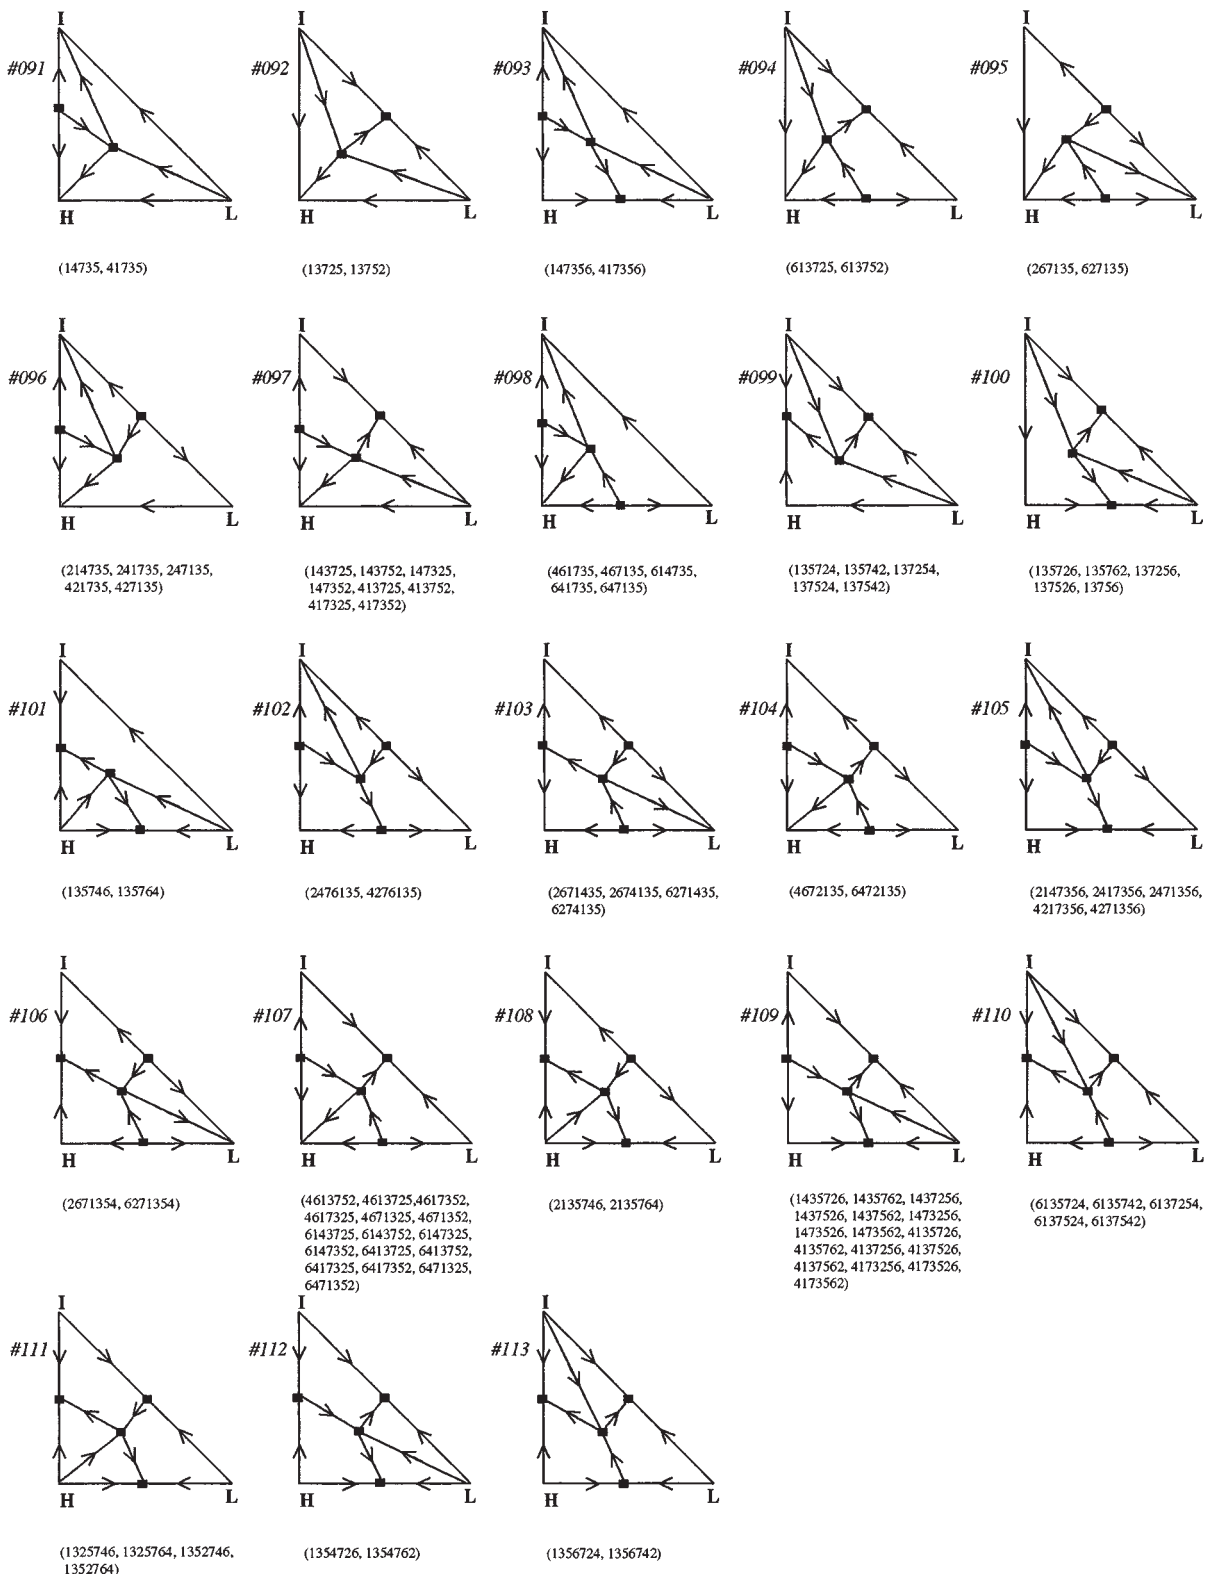 I I I I I
#091 #092 #093 #094 #095
H L H L H L H L H L
(14735, 41735) (13725, 13752) (147356, 417356) (613725, 613752) (267135, 627135)
I I I I I
#096 #097 #098 #099 #100
H L H L H L H L H L
(214735, 241735, 247135, (143725, 143752, 147325, (461735, 467135, 614735, (135724, 135742, 137254, (135726, 135762, 137256,
421735, 427135) 147352, 413725, 413752, 641735, 647135) 137524, 137542) 137526, 13756)
417325, 417352)
I I I I I
#101 #102 #103 #104 #105
H L H L H L H L H L
(135746, 135764) (2476135, 4276135) (2671435, 2674135, 6271435, (4672135, 6472135) (2147356, 2417356, 2471356,
6274135) 4217356, 4271356)
I I I I I
#106 #107 #108 #109 #110
H L H L H L H L H L
(2671354, 6271354) (4613752, 4613725,4617352, (2135746, 2135764) (1435726, 1435762, 1437256, (6135724, 6135742, 6137254,
4617325, 4671325, 4671352, 1437526, 1437562, 1473256, 6137524, 6137542)
6143725, 6143752, 6147325, 1473526, 1473562, 4135726,
6147352, 6413725, 6413752, 4135762, 4137256, 4137526,
6417325, 6417352, 6471325, 4137562, 4173256, 4173526,
6471352) 4173562)
I I I
#111 #112 #113
H L H L H L
(1325746, 1325764, 1352746, (1354726, 1354762) (1356724, 1356742)
1352764)